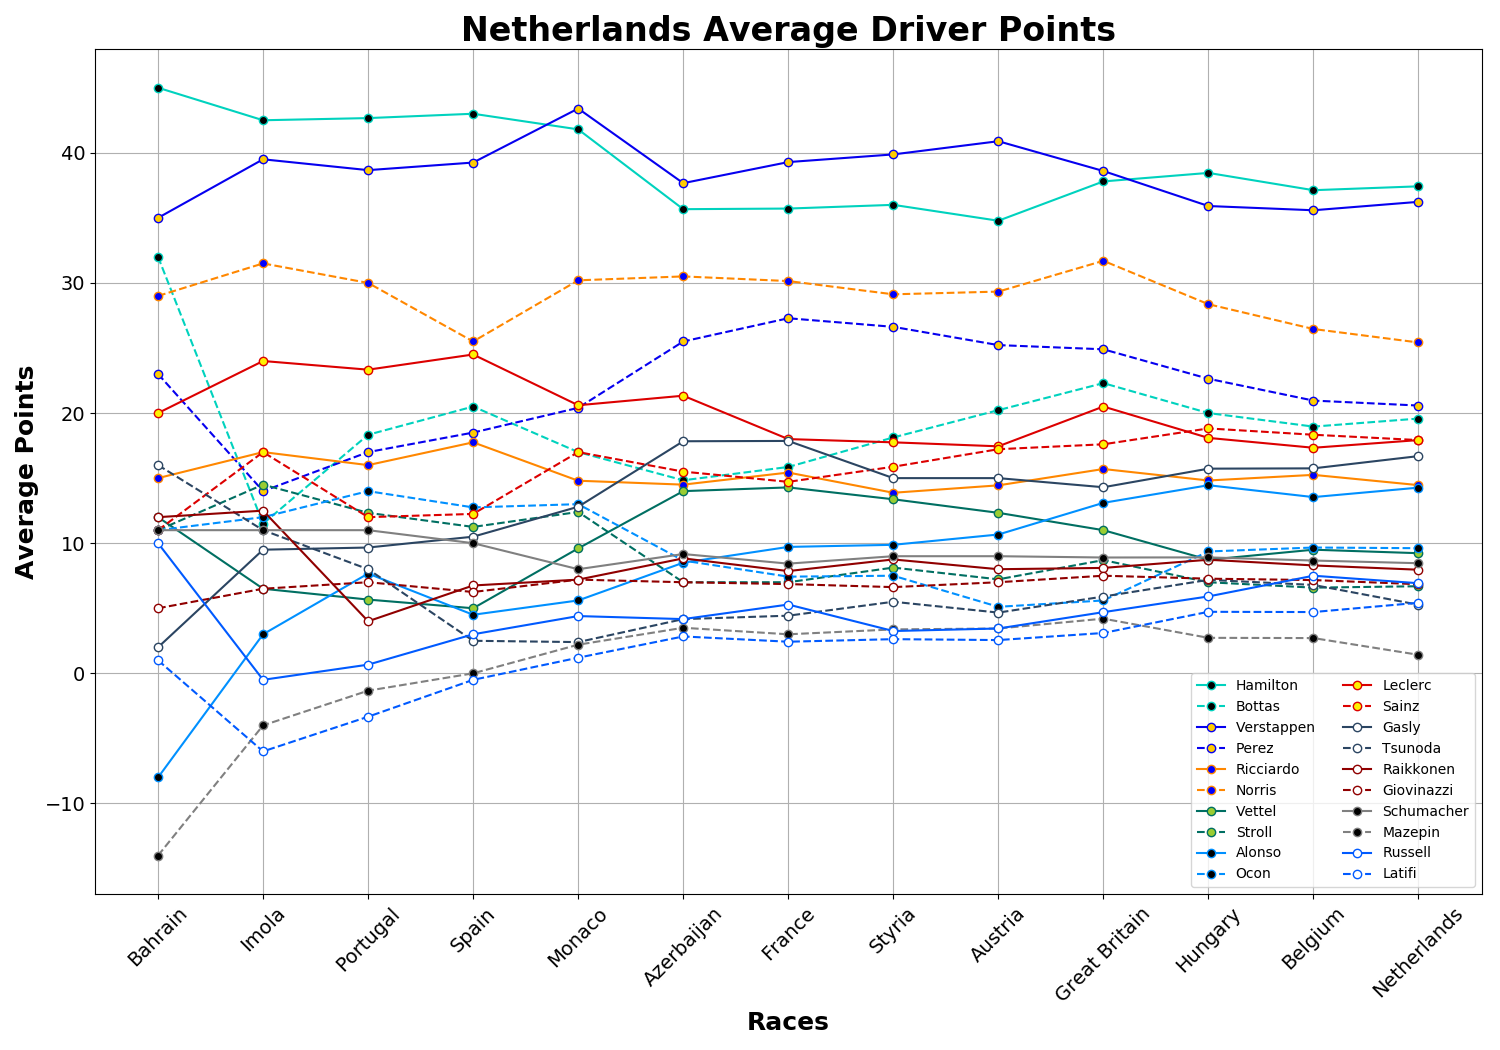 Netherlands Average Driver Points
Average Points
40
30
20
10
0
−10
Hamilton
Bottas
Verstappen
Perez
Ricciardo
Norris
Vettel
Stroll
Alonso
Ocon
Leclerc
Sainz
Gasly
Tsunoda
Raikkonen
Giovinazzi
Schumacher
Mazepin
Russell
Latifi
Bahrain
Imola
Portugal
Spain
Monaco
Azerbaijan
France
Styria
Austria
Great Britain
Hungary
Belgium
Netherlands
Races